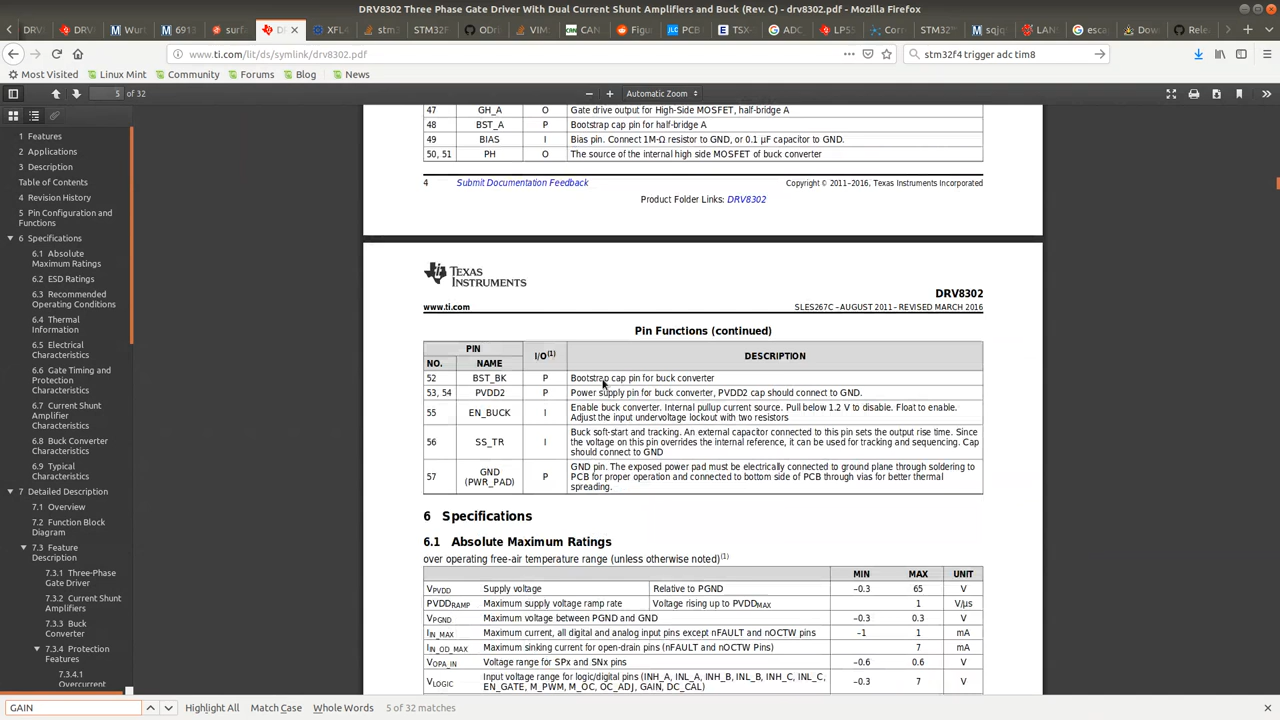 DRV8302 Three Phase Gate Driver With Dual Current Shunt Amplifiers and Buck (Rev. C) - drv8302.pdf - Mozilla Firefox
DRV DRV Wurt 6913 surf D XFL4 stm3 STM32F ODri VIM: CAN Figu JLC PCB TSX- ADC LP55 Corr STM32 LAN sqjq esca Dow Rele
www.ti.com/lit/ds/symlink/drv8302.pdf
stm32f4 trigger adc tim8
Most Visited Linux Mint Community Forums Blog News
5 of 32
Automatic Zoom
1 Features
2 Applications
3 Description
Table of Contents
4 Revision History
5 Pin Configuration and
Functions
6 Specifications
6.1 Absolute
Maximum Ratings
6.2 ESD Ratings
6.3 Recommended
Operating Conditions
6.4 Thermal
Information
6.5 Electrical
Characteristics
6.6 Gate Timing and
Protection
Characteristics
6.7 Current Shunt
Amplifier
Characteristics
6.8 Buck Converter
Characteristics
6.9 Typical
Characteristics
7 Detailed Description
7.1 Overview
7.2 Function Block
Diagram
7.3 Feature
Description
7.3.1 Three-Phase
Gate Driver
7.3.2 Current Shunt
Amplifiers
7.3.3 Buck
Converter
7.3.4 Protection
Features
7.3.4.1
Overcurrent
47 GH_A O Gate drive output for High-Side MOSFET, half-bridge A
48 BST_A P Bootstrap cap pin for half-bridge A
49 BIAS I Bias pin. Connect 1M-Ω resistor to GND, or 0.1 µF capacitor to GND.
50, 51 PH O The source of the internal high side MOSFET of buck converter
4 Submit Documentation Feedback Copyright © 2011–2016, Texas Instruments Incorporated
Product Folder Links: DRV8302
TEXAS
INSTRUMENTS
DRV8302
www.ti.com SLES267C –AUGUST 2011– REVISED MARCH 2016
Pin Functions (continued)
PIN I/O(1) DESCRIPTION
NO. NAME
52 BST_BK P Bootstrap cap pin for buck converter
53, 54 PVDD2 P Power supply pin for buck converter, PVDD2 cap should connect to GND.
55 EN_BUCK I Enable buck converter. Internal pullup current source. Pull below 1.2 V to disable. Float to enable.
Adjust the input undervoltage lockout with two resistors
56 SS_TR I Buck soft-start and tracking. An external capacitor connected to this pin sets the output rise time. Since
the voltage on this pin overrides the internal reference, it can be used for tracking and sequencing. Cap
should connect to GND
57 GND
(PWR_PAD) P GND pin. The exposed power pad must be electrically connected to ground plane through soldering to
PCB for proper operation and connected to bottom side of PCB through vias for better thermal
spreading.
6 Specifications
6.1 Absolute Maximum Ratings
over operating free-air temperature range (unless otherwise noted)(1)
MIN MAX UNIT
VPVDD Supply voltage Relative to PGND –0.3 65 V
PVDDRAMP Maximum supply voltage ramp rate Voltage rising up to PVDDMAX 1 V/µs
VPGND Maximum voltage between PGND and GND –0.3 0.3 V
IIN_MAX Maximum current, all digital and analog input pins except nFAULT and nOCTW pins –1 1 mA
IIN_OD_MAX Maximum sinking current for open-drain pins (nFAULT and nOCTW Pins) 7 mA
VOPA_IN Voltage range for SPx and SNx pins –0.6 0.6 V
VLOGIC Input voltage range for logic/digital pins (INH_A, INL_A, INH_B, INL_B, INH_C, INL_C,
EN_GATE, M_PWM, M_OC, OC_ADJ, GAIN, DC_CAL) –0.3 7 V
GAIN Highlight All Match Case Whole Words 5 of 32 matches